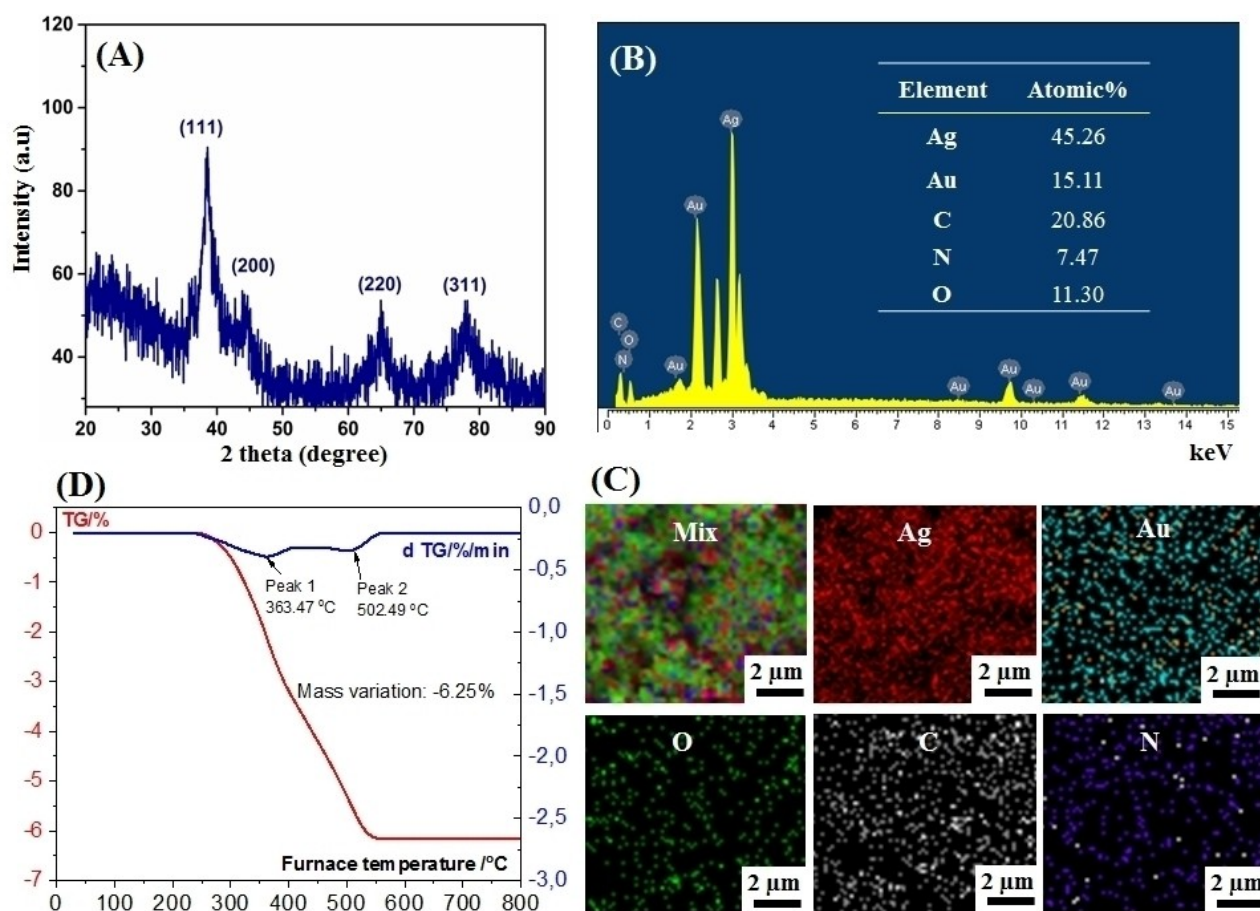 (A)
120
100
80
60
40
Intensity (a.u)
(111)
(200)
(220)
(311)
20 30 40 50 60 70 80 90
2 theta (degree)
(B)
Element Atomic%
Ag 45.26
Au 15.11
C 20.86
N 7.47
O 11.30
Ag
Au
C
O
N
Au
Au
Au
Au
Au
Au
0 1 2 3 4 5 6 7 8 9 10 11 12 13 14 15
keV
(D)
TG/%
d TG/%/min
0
-1
-2
-3
-4
-5
-6
-7
0,0
-0,5
-1,0
-1,5
-2,0
-2,5
-3,0
Peak 1
363.47 ºC
Peak 2
502.49 ºC
Mass variation: -6.25%
Furnace temperature /ºC
0 100 200 300 400 500 600 700 800
(C)
Mix
2 µm
Ag
2 µm
Au
2 µm
O
2 µm
C
2 µm
N
2 µm